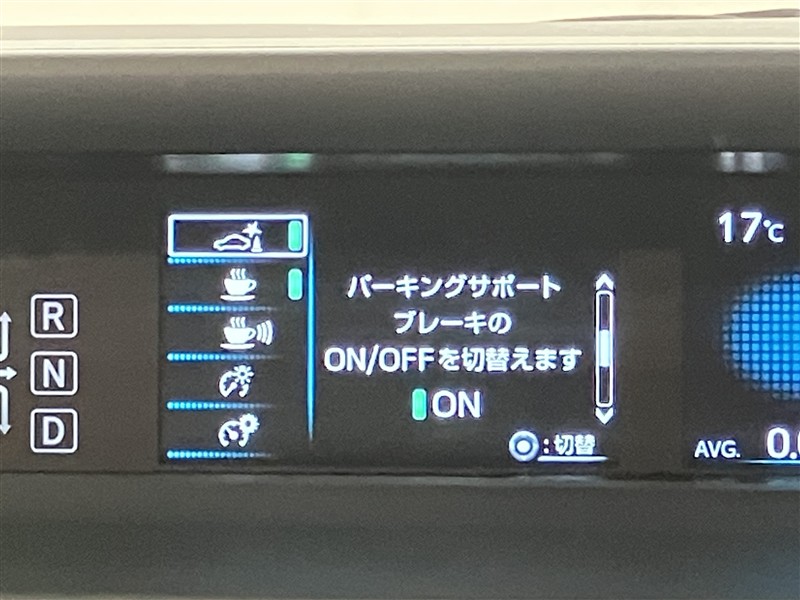 17℃
パーキングサポート
ブレーキの
ON/OFFを切替えます
ON
:切替
R
N
D
AVG. 0.